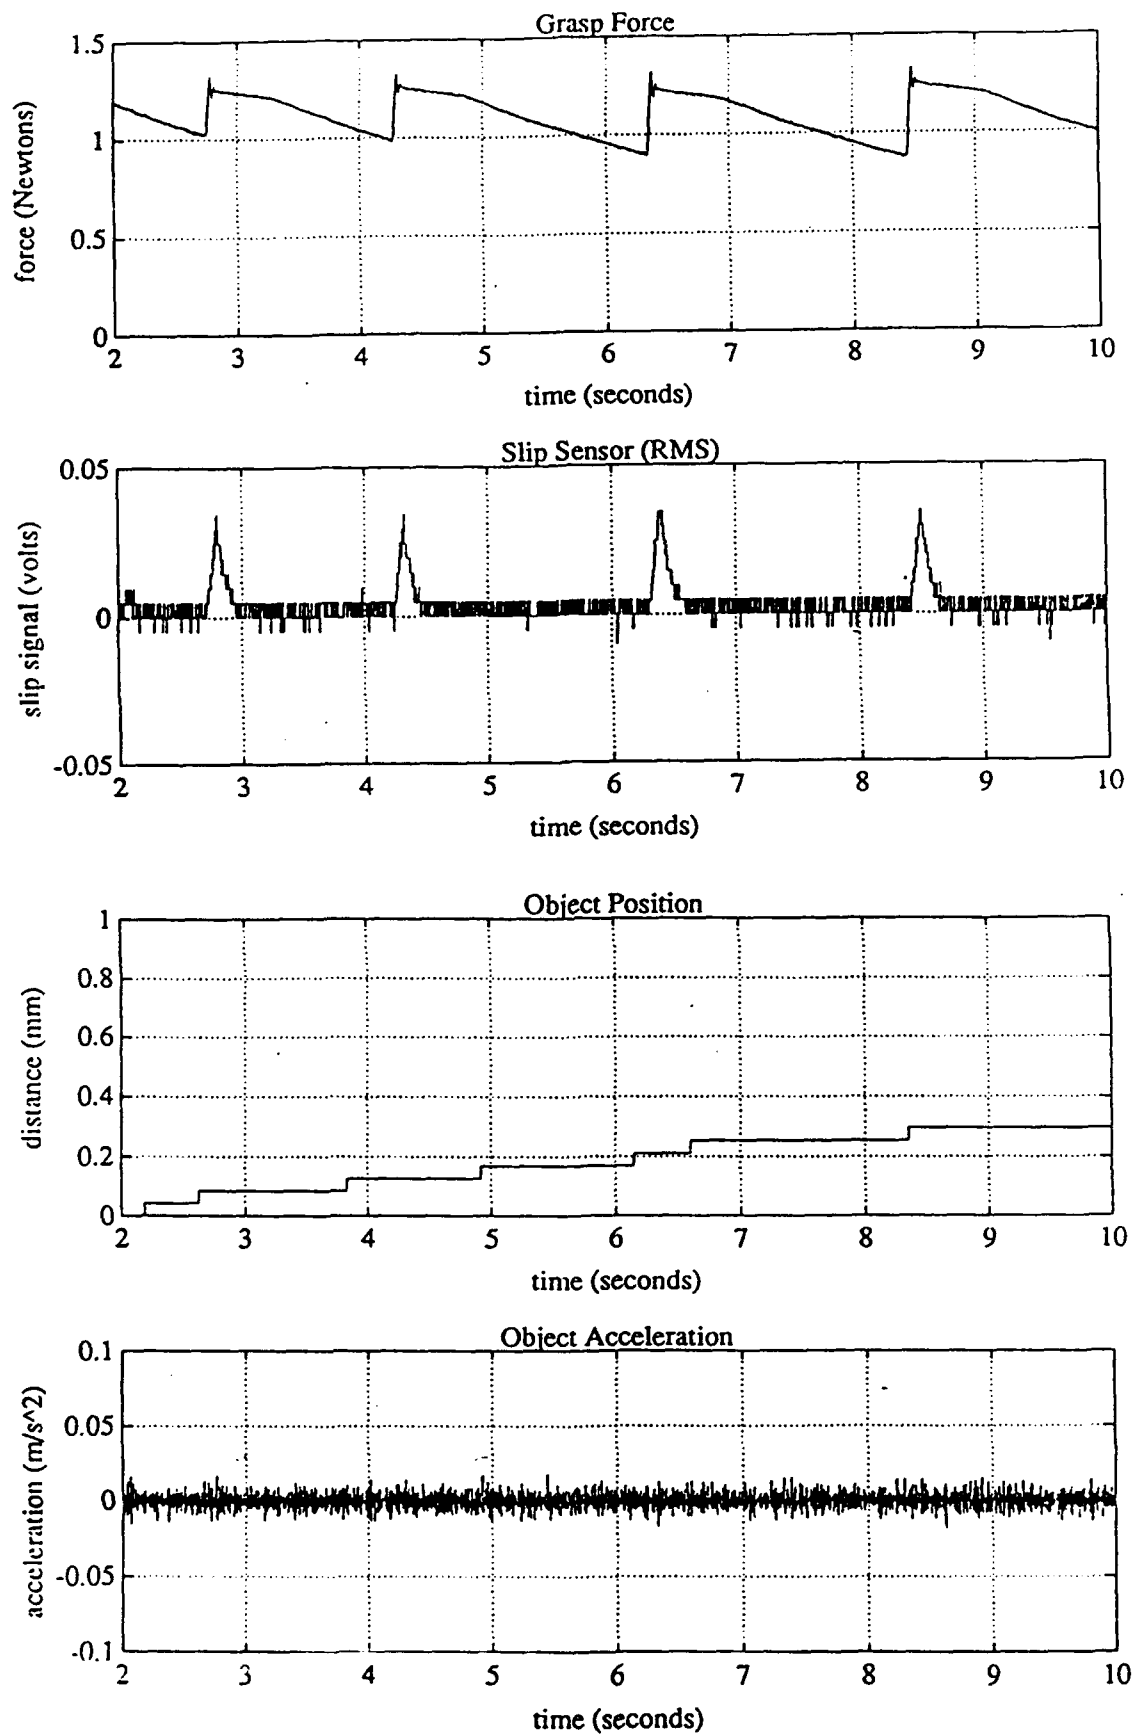 Grasp Force
1.5
1
0.5
0
force (Newtons)
2 3 4 5 6 7 8 9 10
time (seconds)
Slip Sensor (RMS)
0.05
0
-0.05
slip signal (volts)
2 3 4 5 6 7 8 9 10
time (seconds)
Object Position
1
0.8
0.6
0.4
0.2
0
distance (mm)
2 3 4 5 6 7 8 9 10
time (seconds)
Object Acceleration
0.1
0.05
0
-0.05
-0.1
acceleration (m/s^2)
2 3 4 5 6 7 8 9 10
time (seconds)